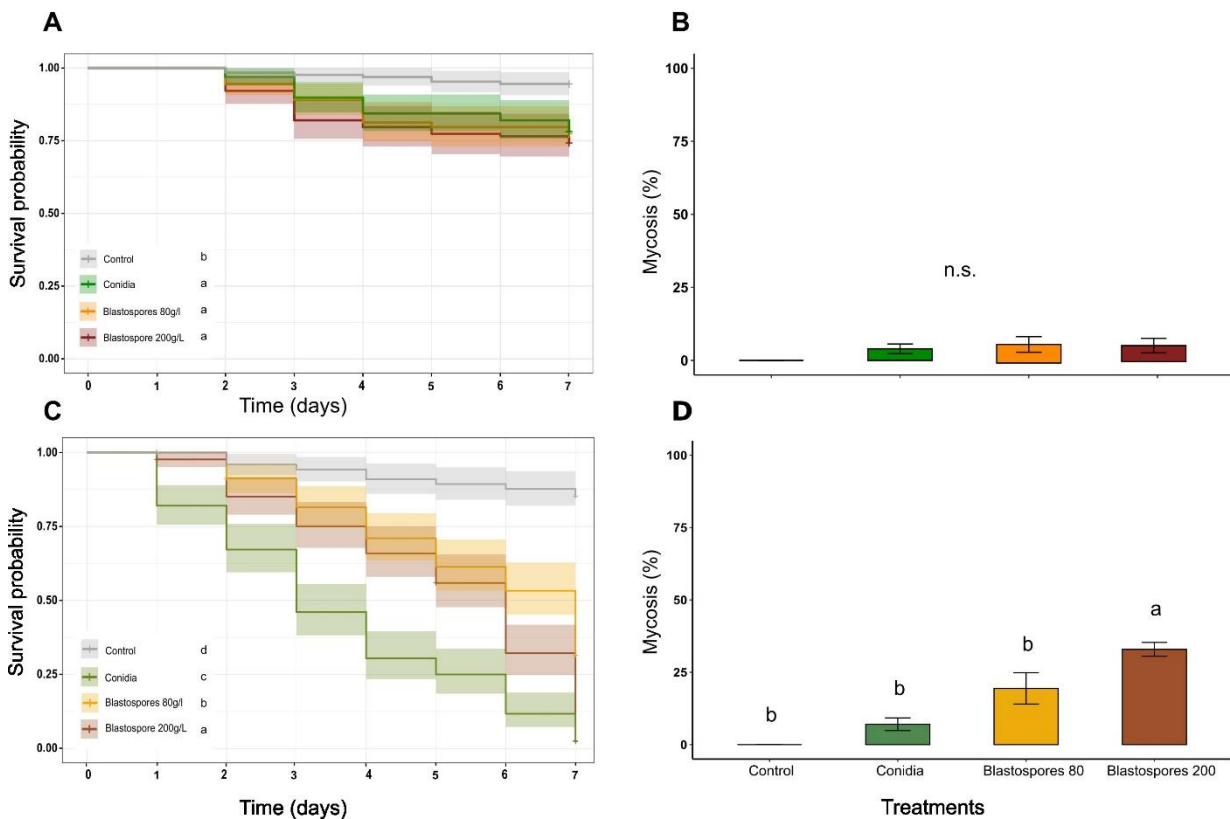 A
Survival probability
1.00
0.75
0.50
0.25
0.00
Control b
Conidia a
Blastospores 80g/l a
Blastospore 200g/L a
0 1 2 3 4 5 6 7
Time (days)
B
Mycosis (%)
100
75
50
25
0
n.s.
C
Survival probability
1.00
0.75
0.50
0.25
0.00
Control d
Conidia c
Blastospores 80g/l b
Blastospore 200g/L a
0 1 2 3 4 5 6 7
Time (days)
D
Mycosis (%)
100
75
50
25
0
b b b a
Control Conidia Blastospores 80 Blastospores 200
Treatments